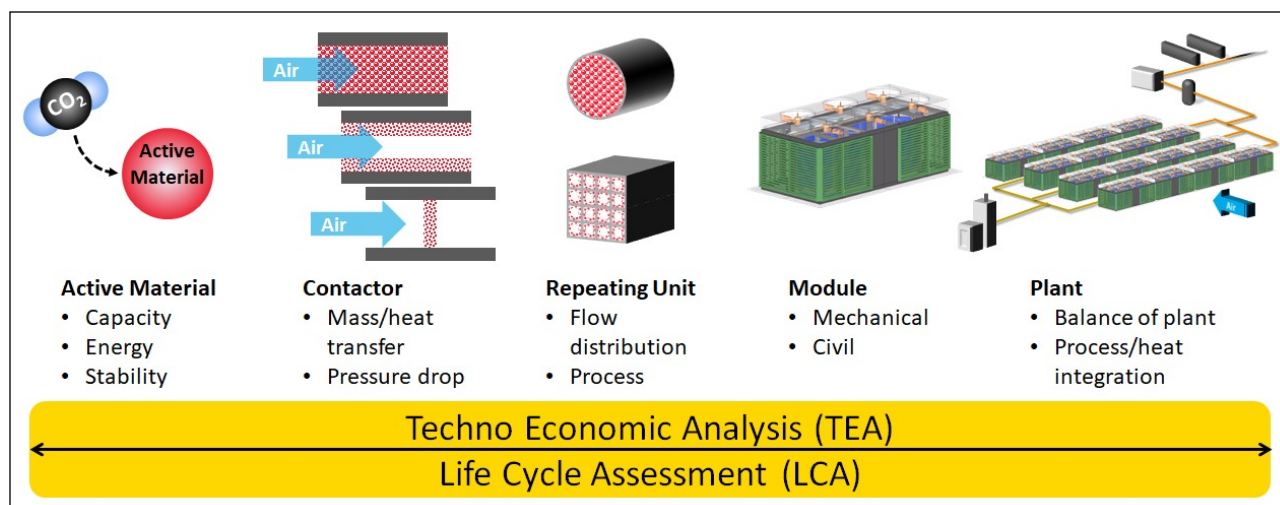 CO2
Active
Material
Air
Air
Air
Air
Active Material
• Capacity
• Energy
• Stability
Contactor
• Mass/heat
transfer
• Pressure drop
Repeating Unit
• Flow
distribution
• Process
Module
• Mechanical
• Civil
Plant
• Balance of plant
• Process/heat
integration
Techno Economic Analysis (TEA)
Life Cycle Assessment (LCA)